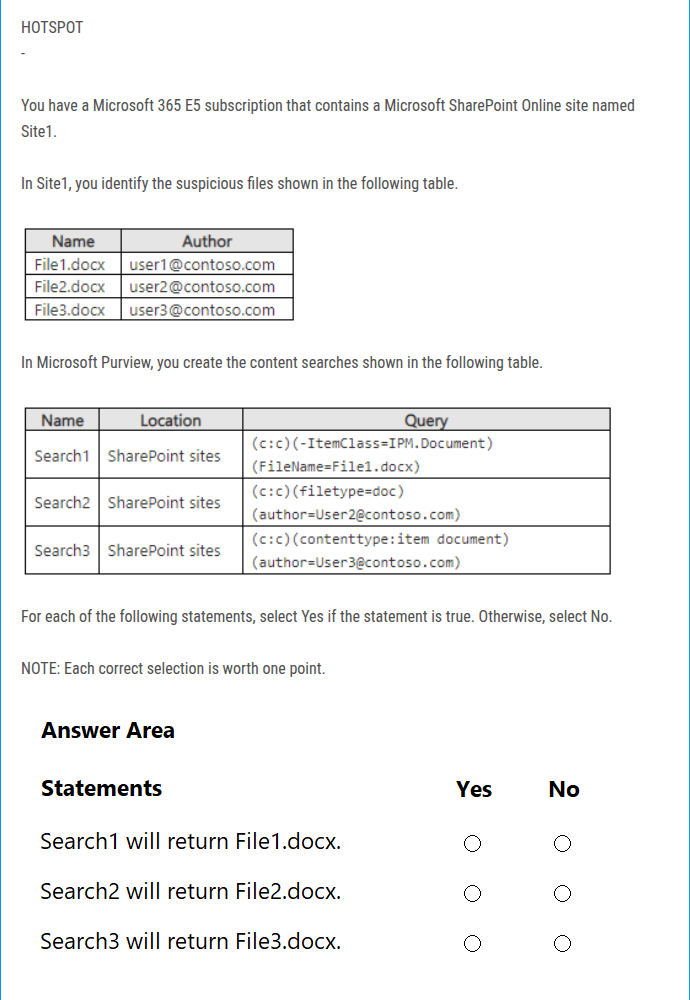 HOTSPOT
-
You have a Microsoft 365 E5 subscription that contains a Microsoft SharePoint Online site named
Site1.
In Site1, you identify the suspicious files shown in the following table.
Name Author
File1.docx user1@contoso.com
File2.docx user2@contoso.com
File3.docx user3@contoso.com
In Microsoft Purview, you create the content searches shown in the following table.
Name Location Query
Search1 SharePoint sites (c:c)(-ItemClass=IPM.Document)
(FileName=File1.docx)
Search2 SharePoint sites (c:c)(filetype=doc)
(author=User2@contoso.com)
Search3 SharePoint sites (c:c)(contenttype:item document)
(author=User3@contoso.com)
For each of the following statements, select Yes if the statement is true. Otherwise, select No.
NOTE: Each correct selection is worth one point.
Answer Area
Statements Yes No
Search1 will return File1.docx.
Search2 will return File2.docx.
Search3 will return File3.docx.